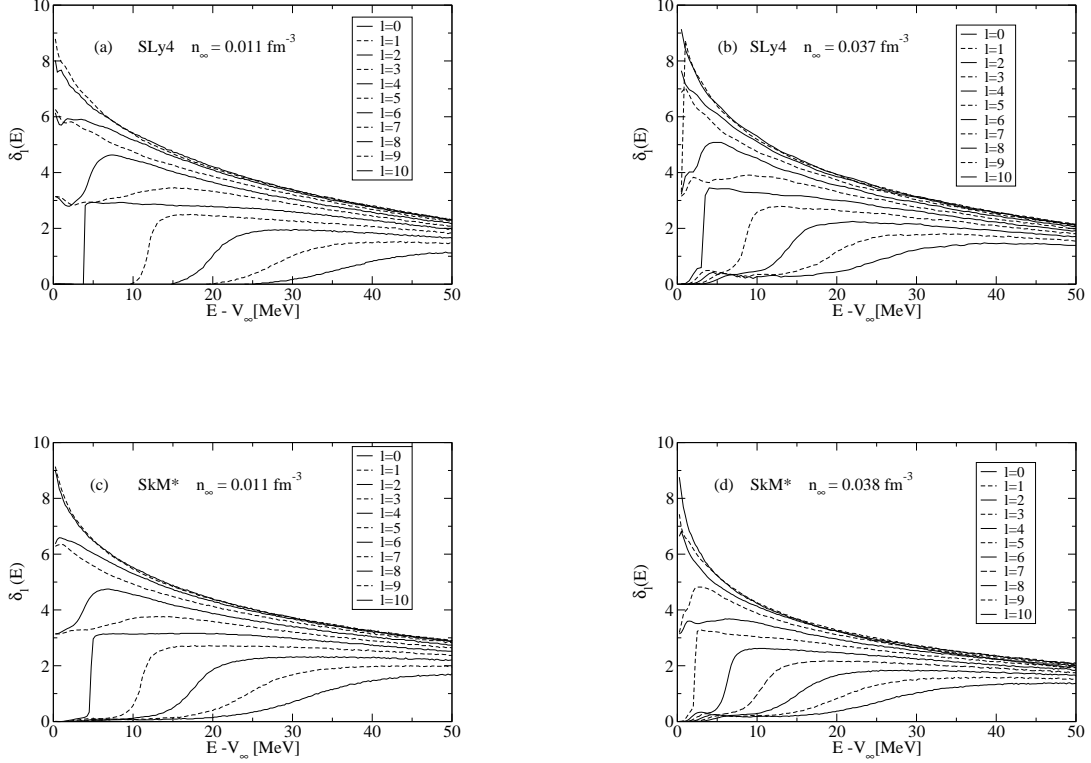 (a) SLy4 n∞ = 0.011 fm-3
l=0
l=1
l=2
l=3
l=4
l=5
l=6
l=7
l=8
l=9
l=10
10
8
6
4
2
0
δl(E)
0 10 20 30 40 50
E - V∞[MeV]
(b) SLy4 n∞ = 0.037 fm-3
l=0
l=1
l=2
l=3
l=4
l=5
l=6
l=7
l=8
l=9
l=10
10
8
6
4
2
0
δl(E)
0 10 20 30 40 50
E - V∞[MeV]
(c) SkM* n∞ = 0.011 fm-3
l=0
l=1
l=2
l=3
l=4
l=5
l=6
l=7
l=8
l=9
l=10
10
8
6
4
2
0
δl(E)
0 10 20 30 40 50
E - V∞ [MeV]
(d) SkM* n∞ = 0.038 fm-3
l=0
l=1
l=2
l=3
l=4
l=5
l=6
l=7
l=8
l=9
l=10
10
8
6
4
2
0
δl(E)
0 10 20 30 40 50
E - V∞ [MeV]